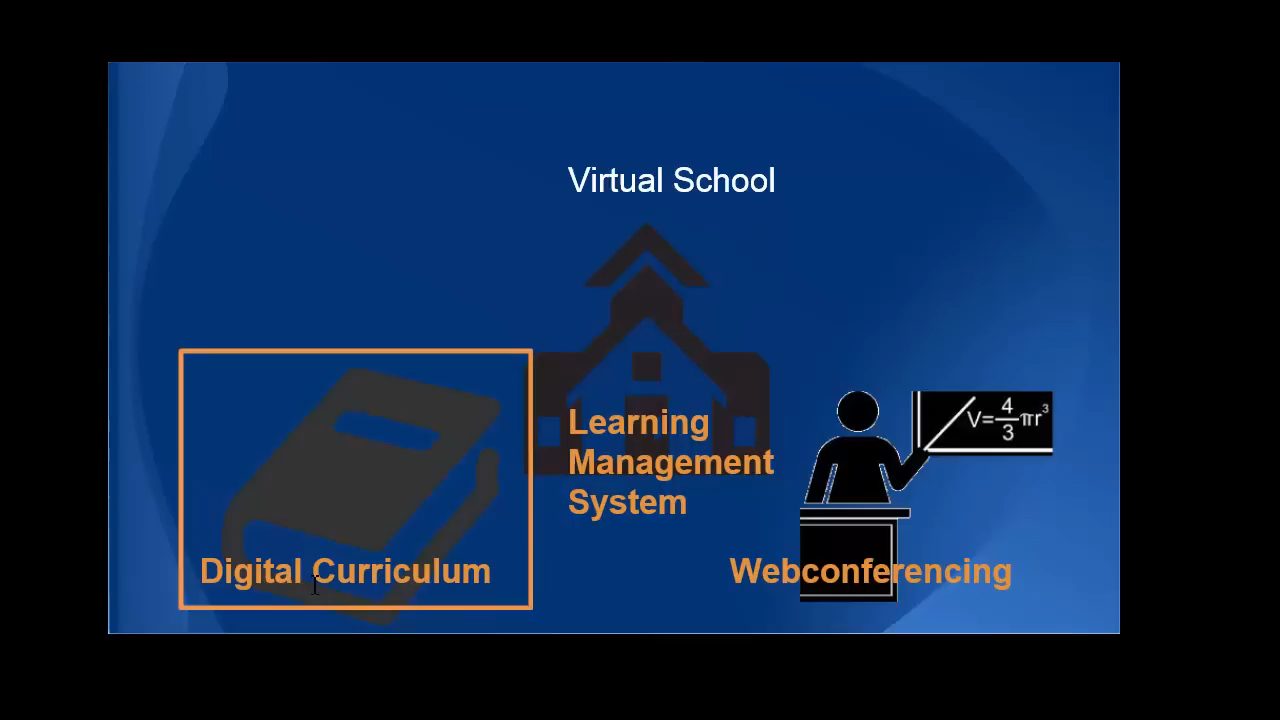 Virtual School
V=4/3πr³
Learning
Management
System
Digital Curriculum
Webconferencing